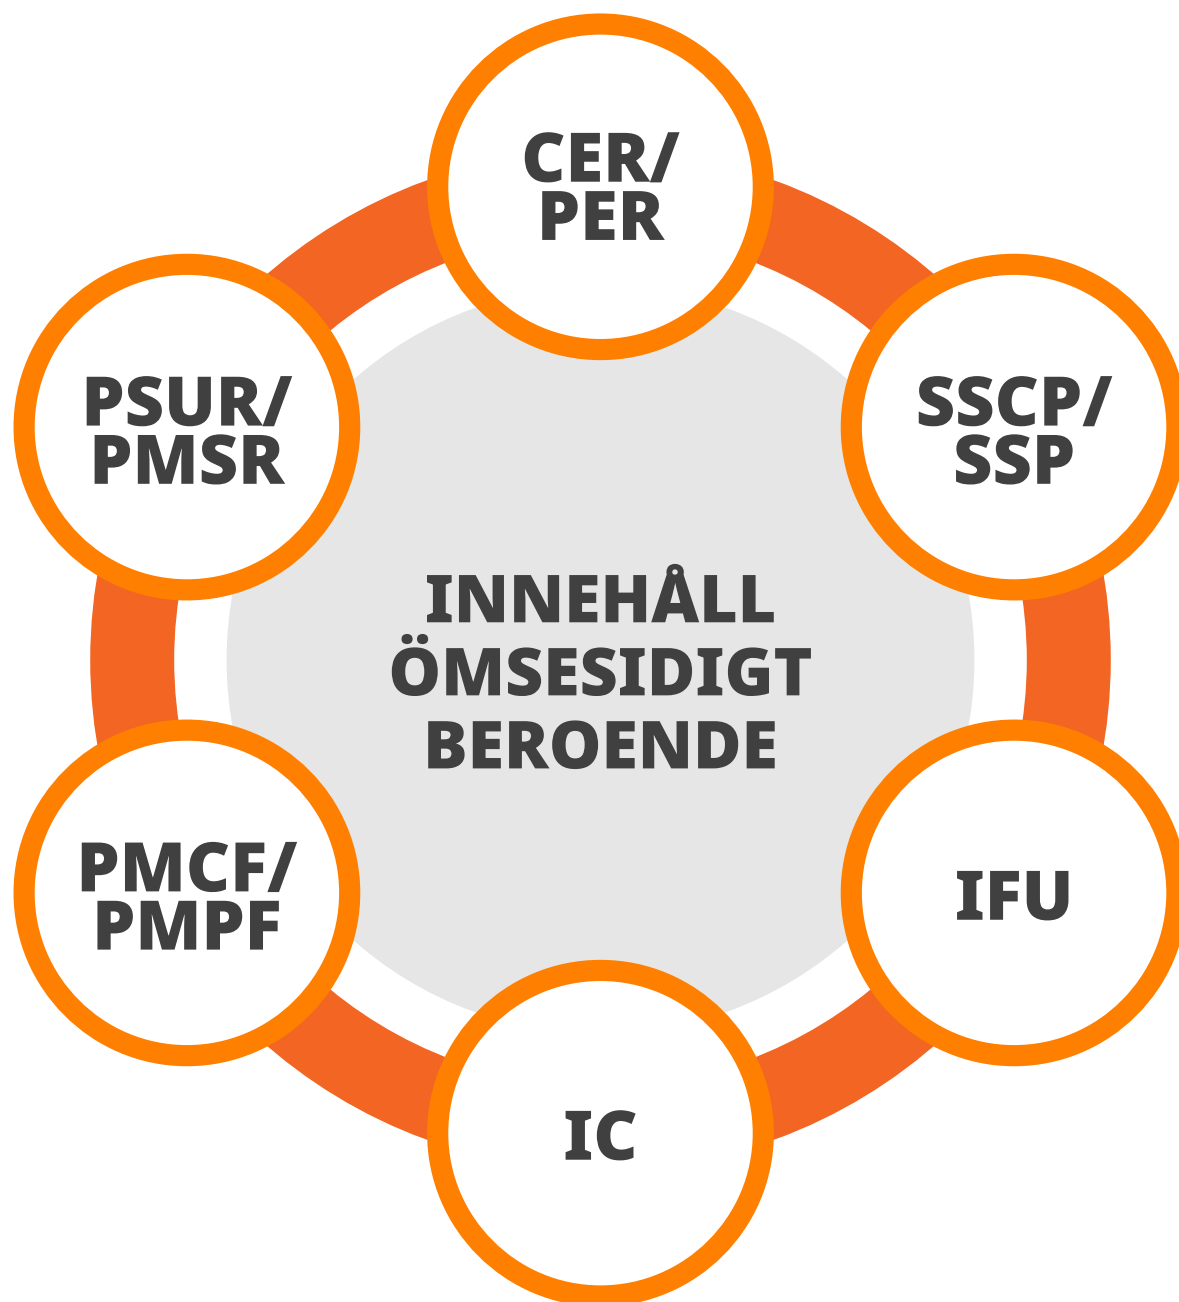 CER/
PER
SSCP/
SSP
IFU
IC
PMCF/
PMPF
PSUR/
PMSR
INNEHÅLL
ÖMSESIDIGT
BEROENDE